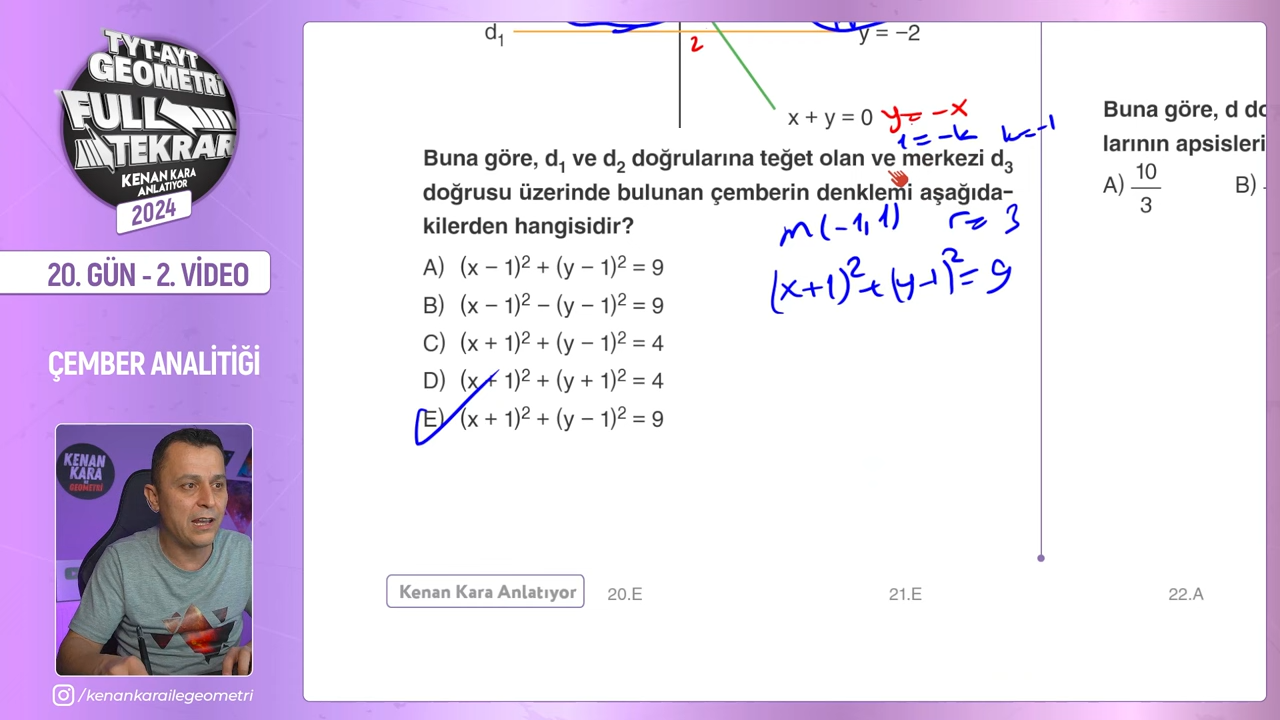 TYT-AYT
GEOMETRİ
FULL
TEKRAR
KENAN KARA
ANLATIYOR
2024
20. GÜN - 2. VİDEO
ÇEMBER ANALİTİĞİ
KENAN
KARA
GEOMETRİ
/kenankarailegeometri
d₁
2
y = −2
x + y = 0 y = −x
1 = −k k = −1
Buna göre, d₁ ve d₂ doğrularına teğet olan ve merkezi d₃
doğrusu üzerinde bulunan çemberin denklemi aşağıda-
kilerden hangisidir?
m(−1, 1) r = 3
(x+1)² + (y−1)² = 9
A) (x − 1)² + (y − 1)² = 9
B) (x − 1)² − (y − 1)² = 9
C) (x + 1)² + (y − 1)² = 4
D) (x + 1)² + (y + 1)² = 4
E) (x + 1)² + (y − 1)² = 9
Kenan Kara Anlatıyor 20.E 21.E 22.A
Buna göre, d do
larının apsisleri
A) 10/3 B)